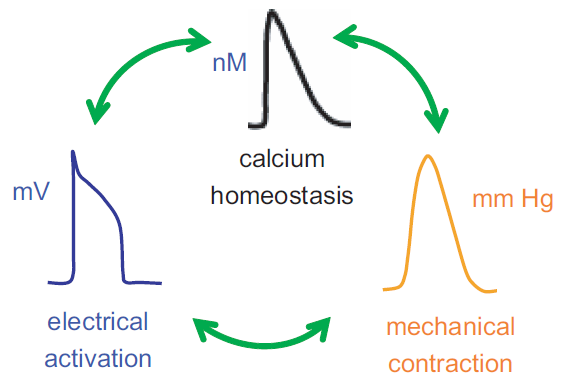 nM
calcium
homeostasis
mV
mm Hg
electrical
activation
mechanical
contraction